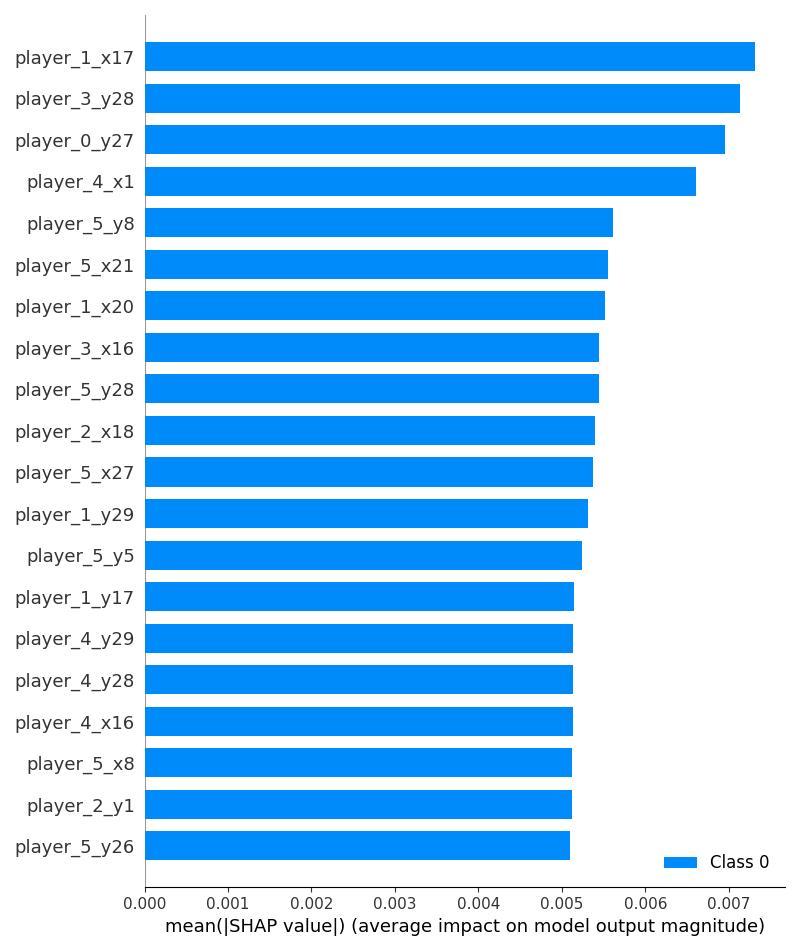 player_1_x17
player_3_y28
player_0_y27
player_4_x1
player_5_y8
player_5_x21
player_1_x20
player_3_x16
player_5_y28
player_2_x18
player_5_x27
player_1_y29
player_5_y5
player_1_y17
player_4_y29
player_4_y28
player_4_x16
player_5_x8
player_2_y1
player_5_y26
Class 0
0.000 0.001 0.002 0.003 0.004 0.005 0.006 0.007
mean(|SHAP value|) (average impact on model output magnitude)